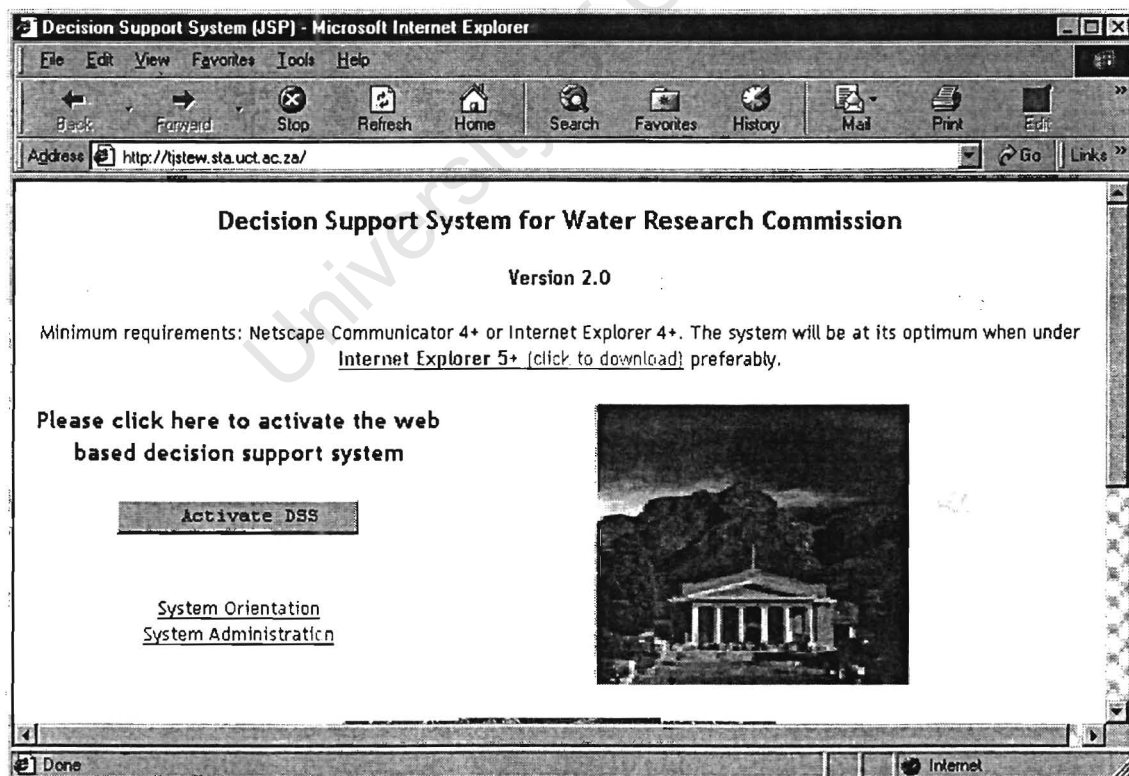 Decision Support System (JSP) - Microsoft Internet Explorer
File Edit View Favorites Tools Help
Back Forward Stop Refresh Home Search Favorites History Mail Print Edit
Address http://tjstew.sta.uct.ac.za/ Go Links
Decision Support System for Water Research Commission
Version 2.0
Minimum requirements: Netscape Communicator 4+ or Internet Explorer 4+. The system will be at its optimum when under
Internet Explorer 5+ (click to download) preferably.
Please click here to activate the web
based decision support system
Activate DSS
System Orientation
System Administration
Done Internet
University